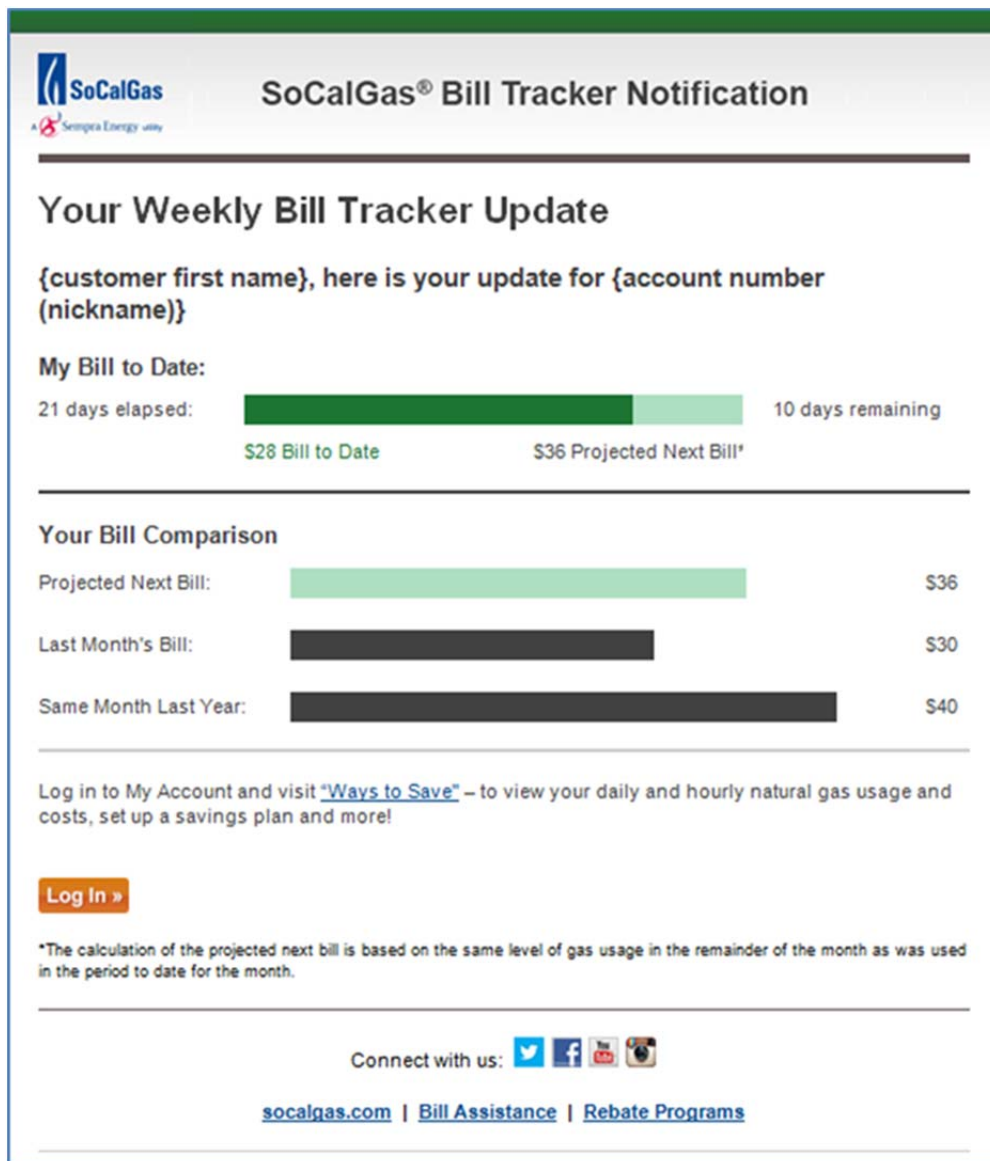 SoCalGas
A Sempra Energy utility
SoCalGas® Bill Tracker Notification
Your Weekly Bill Tracker Update
{customer first name}, here is your update for {account number
(nickname)}
My Bill to Date:
21 days elapsed:
10 days remaining
$28 Bill to Date
$36 Projected Next Bill*
Your Bill Comparison
Projected Next Bill:
$36
Last Month's Bill:
$30
Same Month Last Year:
$40
Log in to My Account and visit "Ways to Save" – to view your daily and hourly natural gas usage and
costs, set up a savings plan and more!
Log In »
*The calculation of the projected next bill is based on the same level of gas usage in the remainder of the month as was used
in the period to date for the month.
Connect with us:
You
Tube
socalgas.com | Bill Assistance | Rebate Programs